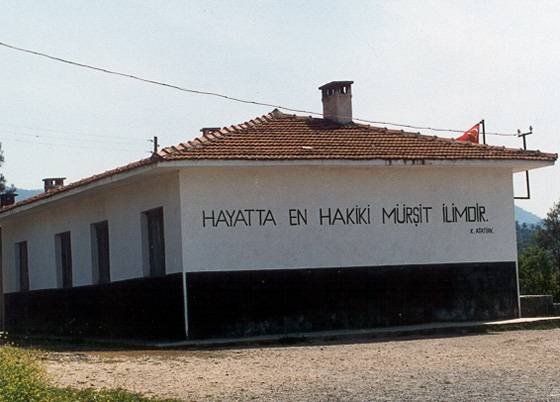 HAYATTA EN HAKİKİ MÜRŞİT İLİMDİR.
K. ATATÜRK.